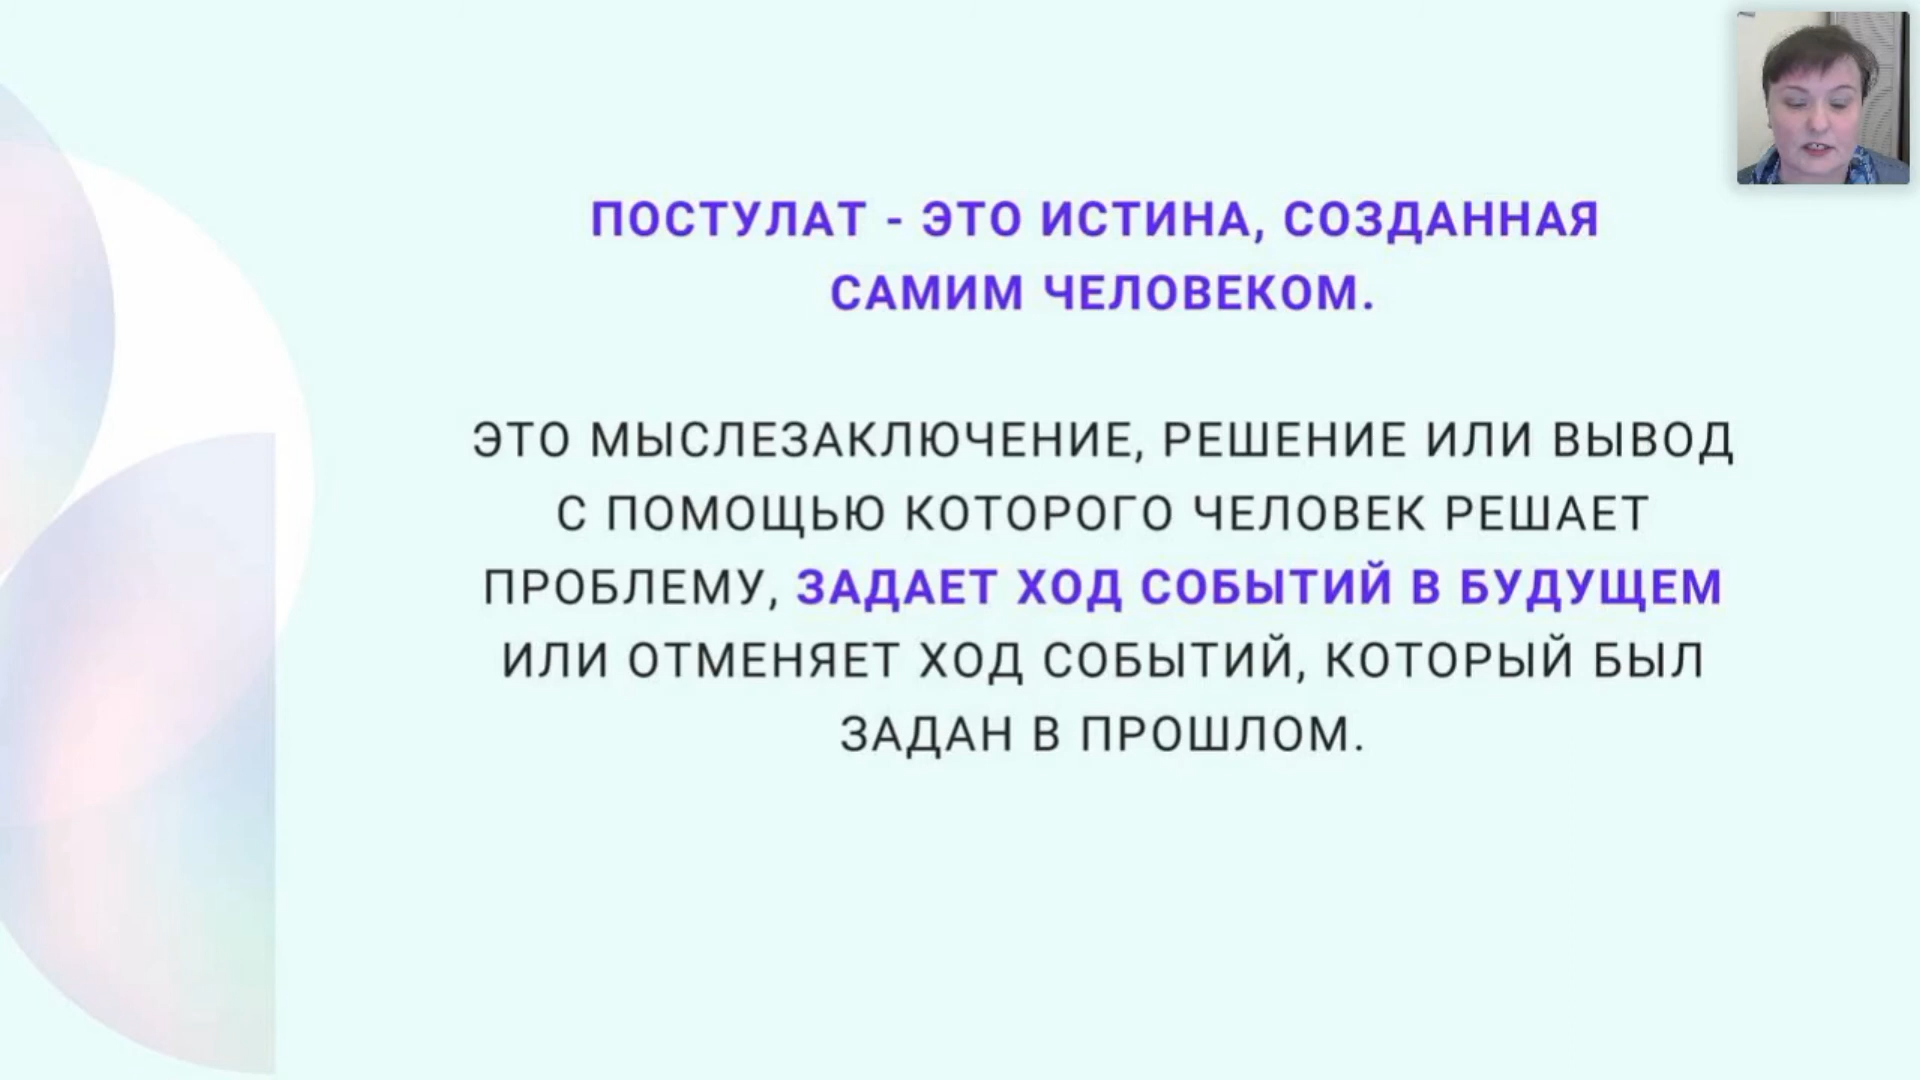 ПОСТУЛАТ - ЭТО ИСТИНА, СОЗДАННАЯ
САМИМ ЧЕЛОВЕКОМ.
ЭТО МЫСЛЕЗАКЛЮЧЕНИЕ, РЕШЕНИЕ ИЛИ ВЫВОД
С ПОМОЩЬЮ КОТОРОГО ЧЕЛОВЕК РЕШАЕТ
ПРОБЛЕМУ, ЗАДАЕТ ХОД СОБЫТИЙ В БУДУЩЕМ
ИЛИ ОТМЕНЯЕТ ХОД СОБЫТИЙ, КОТОРЫЙ БЫЛ
ЗАДАН В ПРОШЛОМ.